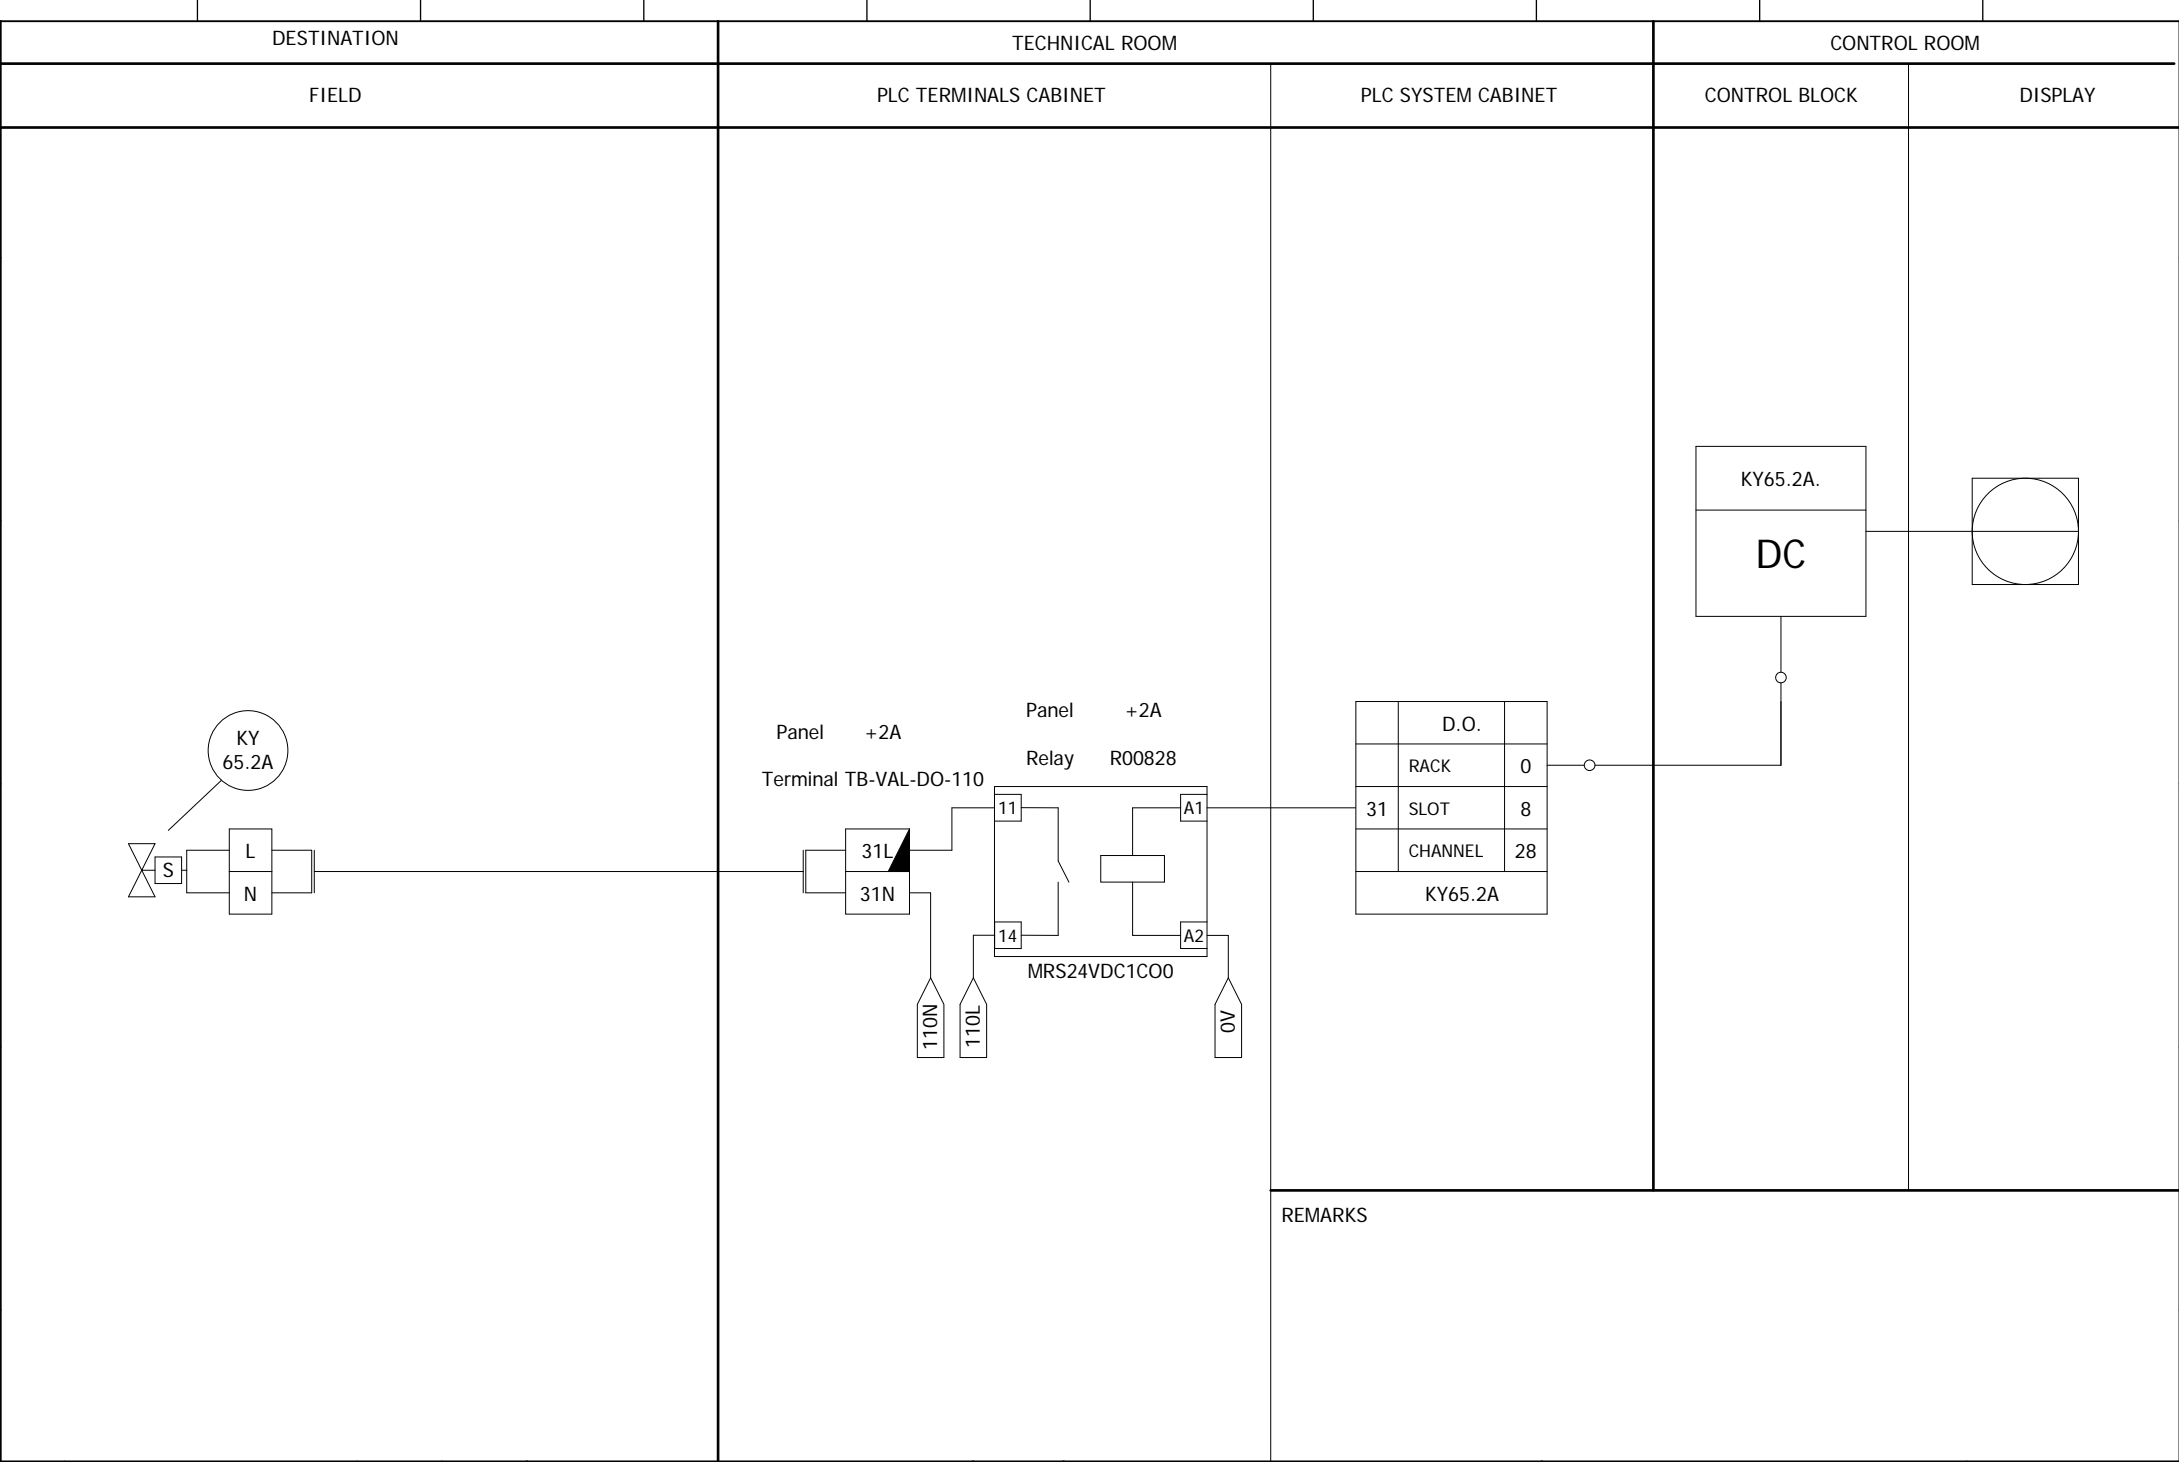 DESTINATION
TECHNICAL ROOM
CONTROL ROOM
FIELD
PLC TERMINALS CABINET
PLC SYSTEM CABINET
CONTROL BLOCK
DISPLAY
KY65.2A.
DC
KY
65.2A
S
L
N
Panel +2A
Terminal TB-VAL-DO-110
31L
31N
110N
110L
Panel +2A
Relay R00828
11
14
A1
A2
MRS24VDC1CO0
0V
D.O.
RACK 0
31 SLOT 8
CHANNEL 28
KY65.2A
REMARKS